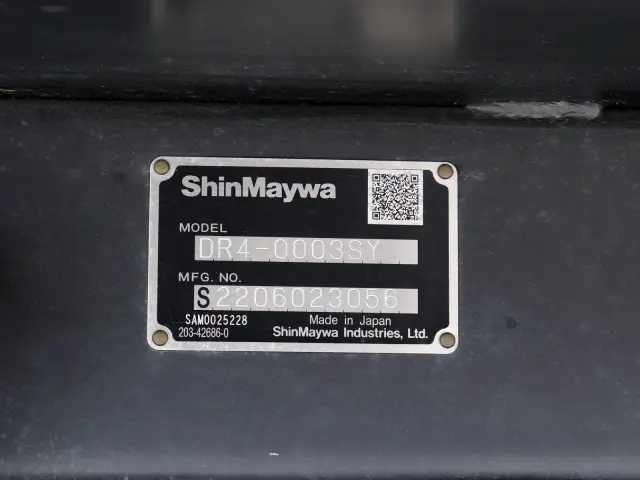 ShinMaywa
MODEL
DR4-0003SY
MFG. NO.
S2206023056
SAM0025228
203-42686-0
Made in Japan
ShinMaywa Industries, Ltd.